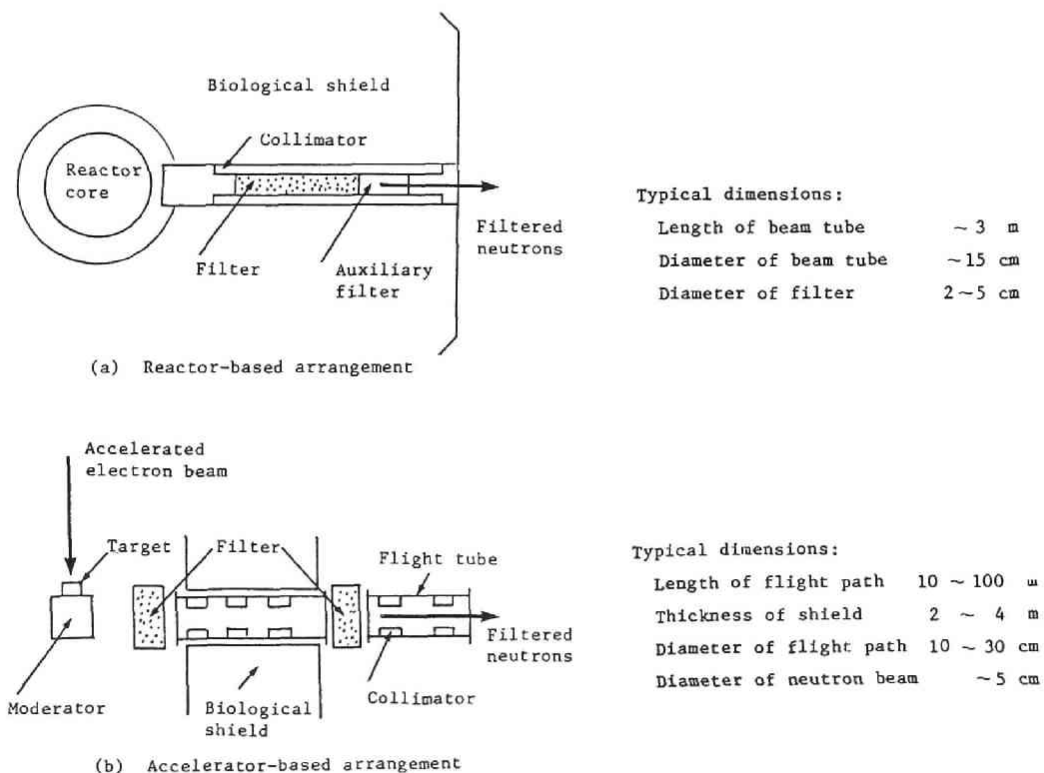 Biological shield
Collimator
Reactor
core
Filtered
neutrons
Filter
Auxiliary
filter
(a) Reactor-based arrangement
Typical dimensions:
Length of beam tube ~ 3 m
Diameter of beam tube ~15 cm
Diameter of filter 2~5 cm
Accelerated
electron beam
Target
Filter
Flight tube
Filtered
neutrons
Moderator
Biological
shield
Collimator
(b) Accelerator-based arrangement
Typical dimensions:
Length of flight path 10 ~ 100 m
Thickness of shield 2 ~ 4 m
Diameter of flight path 10 ~ 30 cm
Diameter of neutron beam ~5 cm